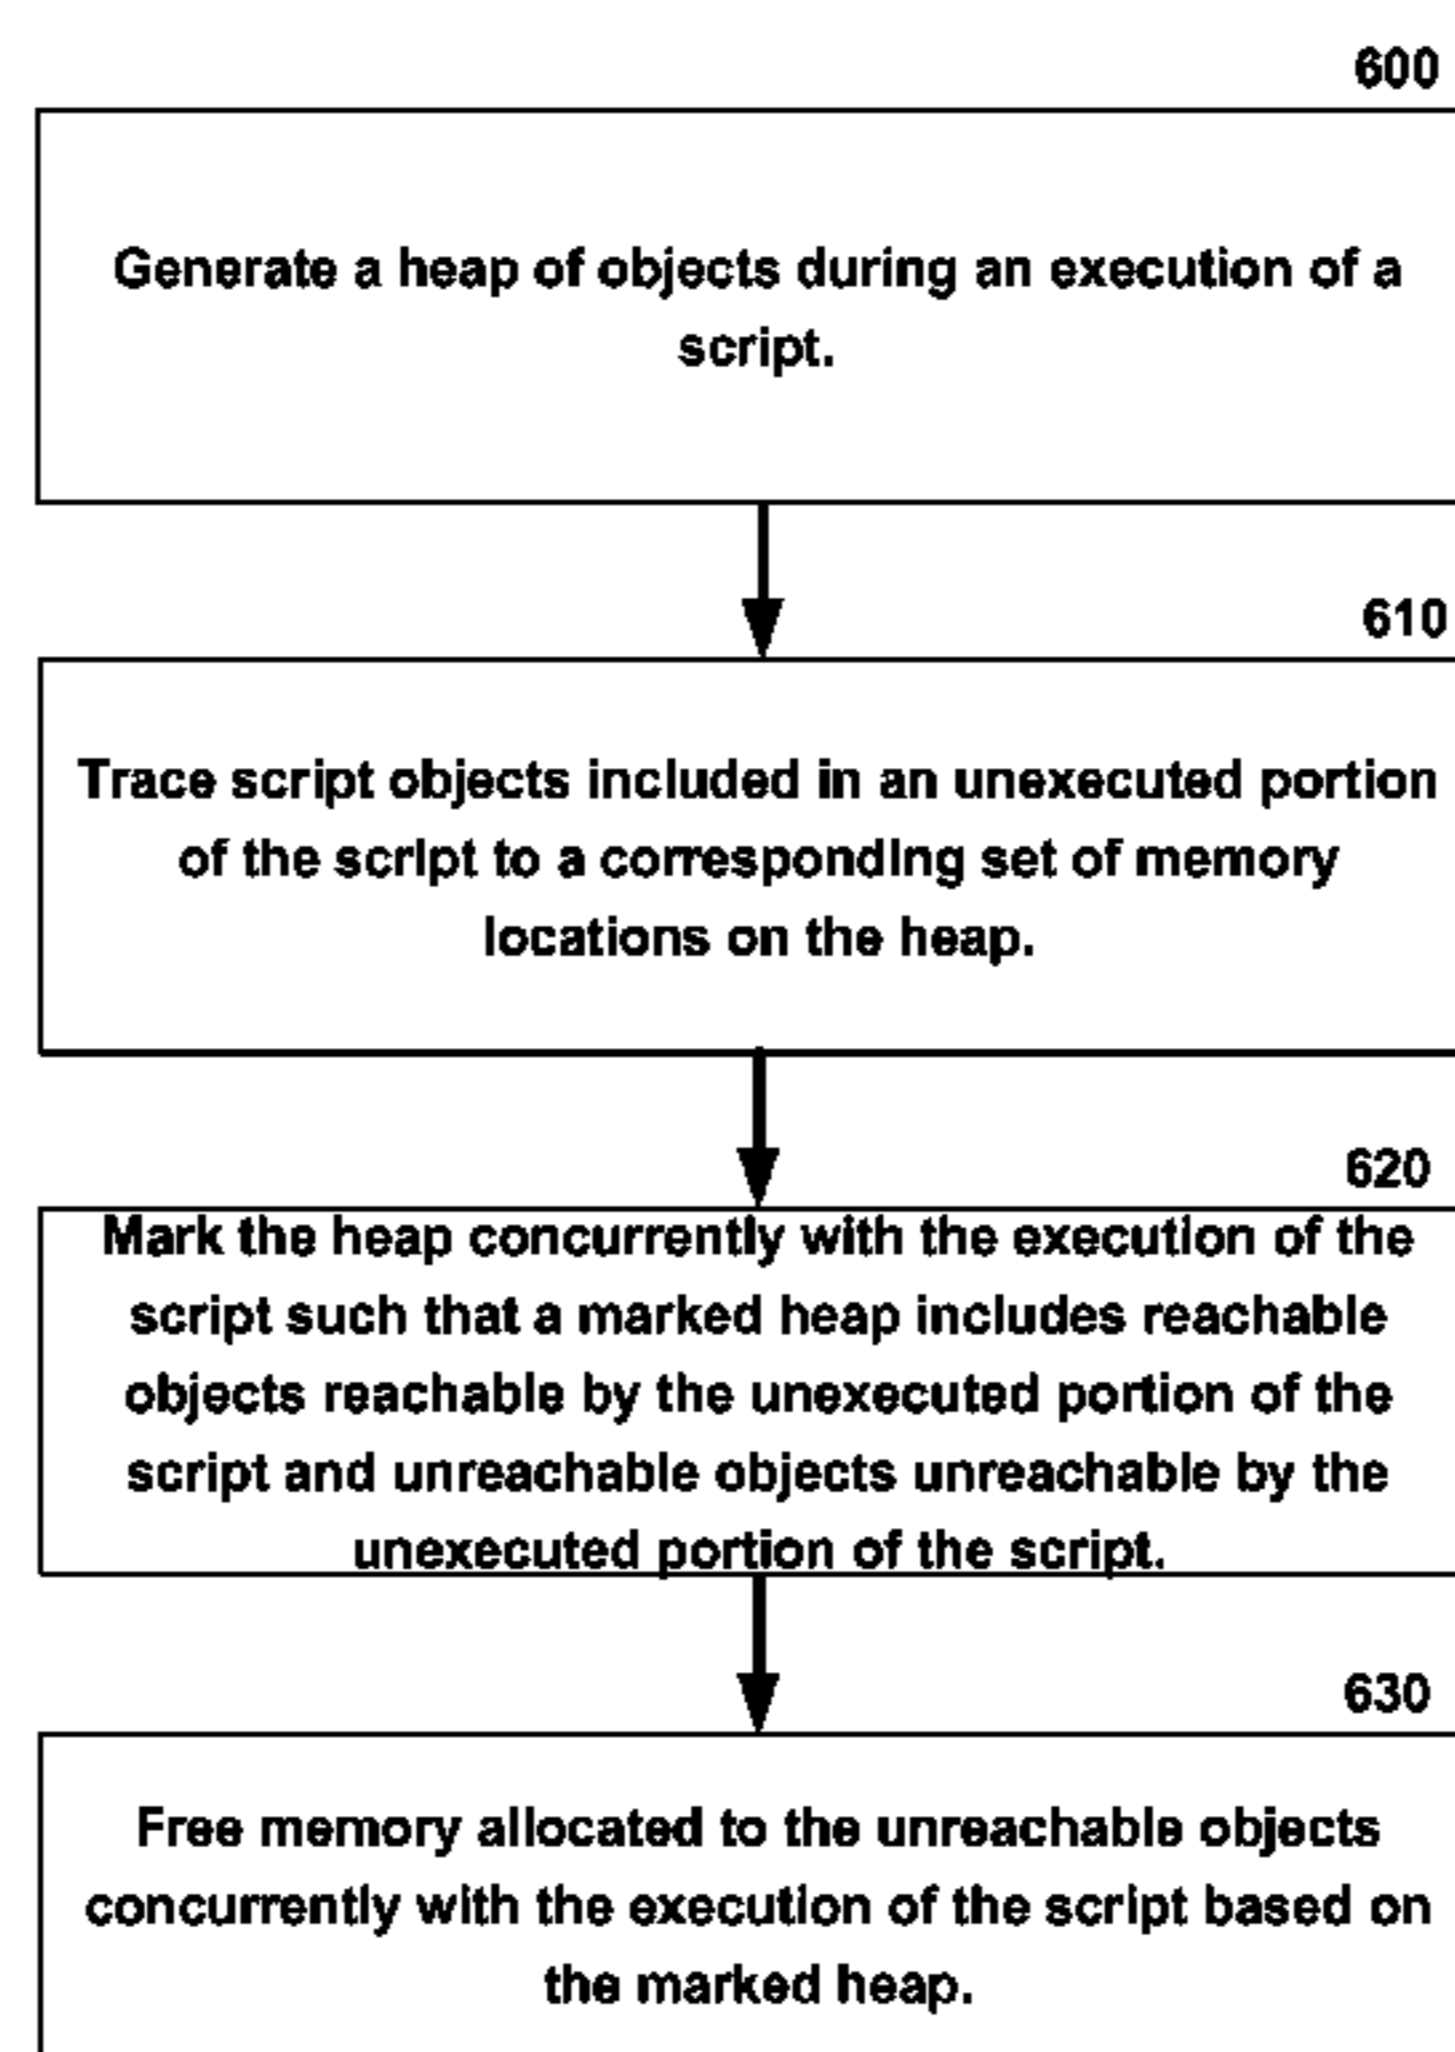 600
Generate a heap of objects during an execution of a
script.
610
Trace script objects included in an unexecuted portion
of the script to a corresponding set of memory
locations on the heap.
620
Mark the heap concurrently with the execution of the
script such that a marked heap includes reachable
objects reachable by the unexecuted portion of the
script and unreachable objects unreachable by the
unexecuted portion of the script.
630
Free memory allocated to the unreachable objects
concurrently with the execution of the script based on
the marked heap.